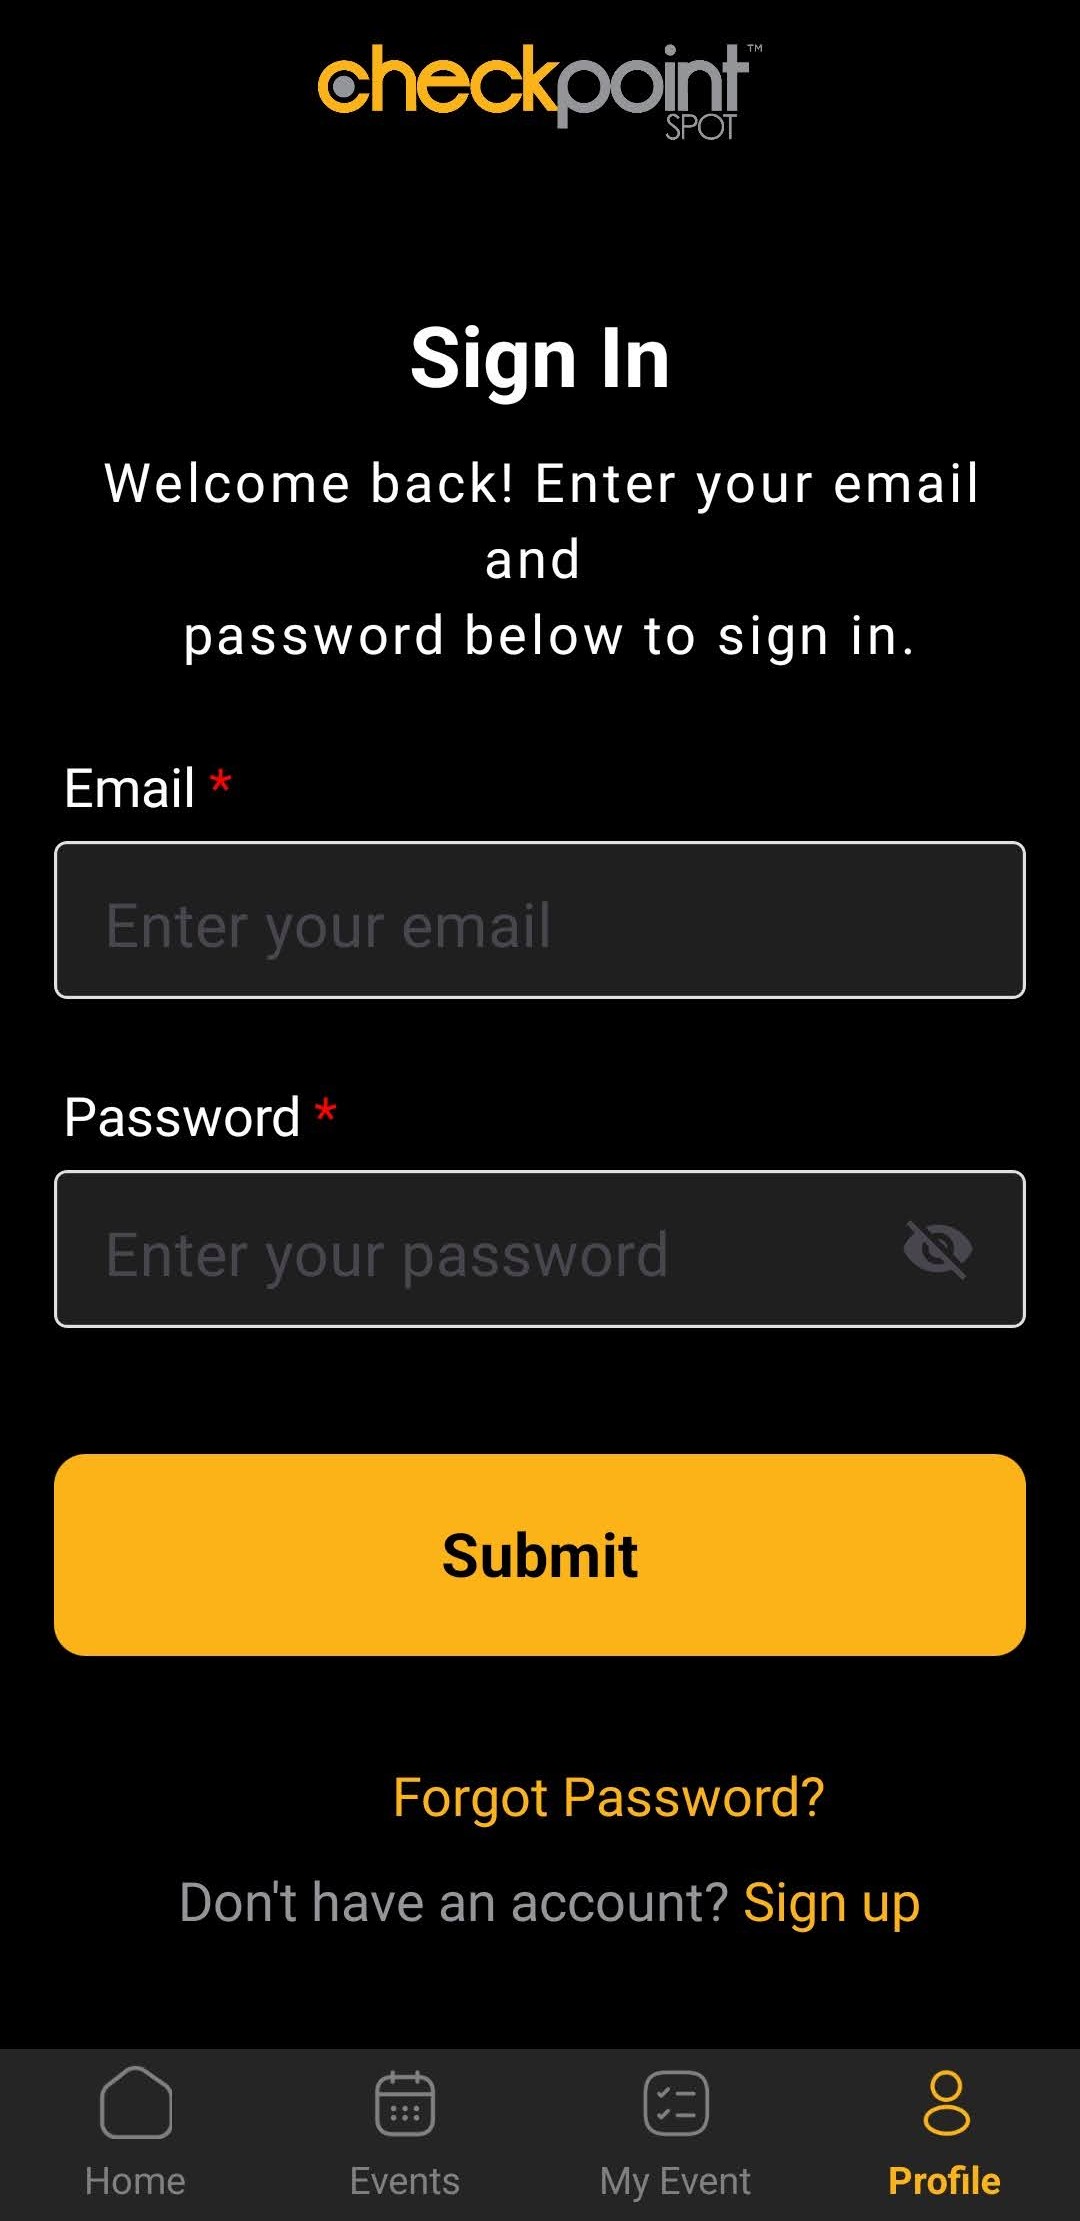 checkpoint™
SPOT
Sign In
Welcome back! Enter your email
and
password below to sign in.
Email *
Enter your email
Password *
Enter your password
Submit
Forgot Password?
Don't have an account? Sign up
Home Events My Event Profile